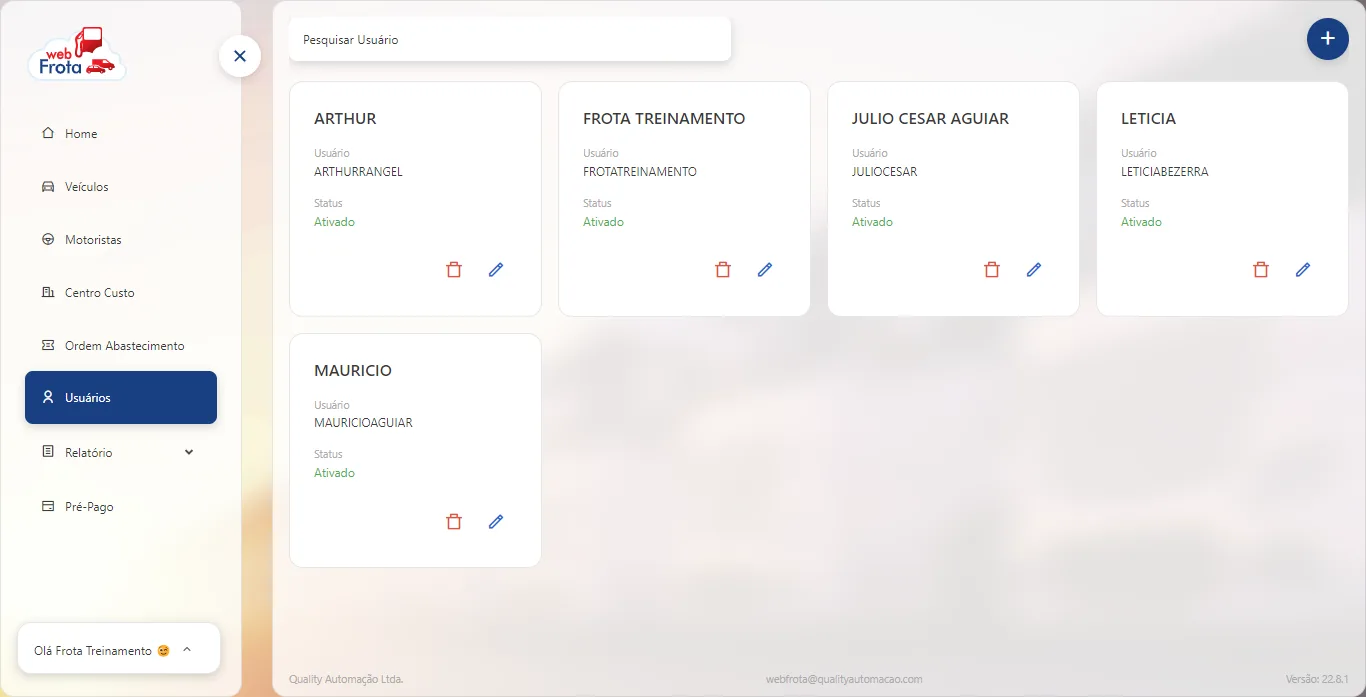 web
Frota
Home
Veículos
Motoristas
Centro Custo
Ordem Abastecimento
Usuários
Relatório
Pré-Pago
Olá Frota Treinamento 😉
Pesquisar Usuário
ARTHUR
Usuário
ARTHURRANGEL
Status
Ativado
FROTA TREINAMENTO
Usuário
FROTATREINAMENTO
Status
Ativado
JULIO CESAR AGUIAR
Usuário
JULIOCESAR
Status
Ativado
LETICIA
Usuário
LETICIABEZERRA
Status
Ativado
MAURICIO
Usuário
MAURICIOAGUIAR
Status
Ativado
Quality Automação Ltda.
webfrota@qualityautomacao.com
Versão: 22.8.1